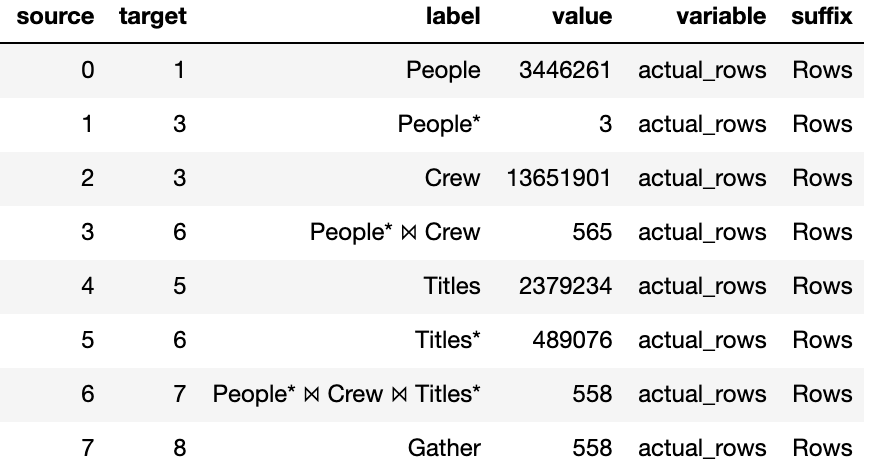 source target label value variable suffix
0 1 People 3446261 actual_rows Rows
1 3 People* 3 actual_rows Rows
2 3 Crew 13651901 actual_rows Rows
3 6 People* ⋈ Crew 565 actual_rows Rows
4 5 Titles 2379234 actual_rows Rows
5 6 Titles* 489076 actual_rows Rows
6 7 People* ⋈ Crew ⋈ Titles* 558 actual_rows Rows
7 8 Gather 558 actual_rows Rows